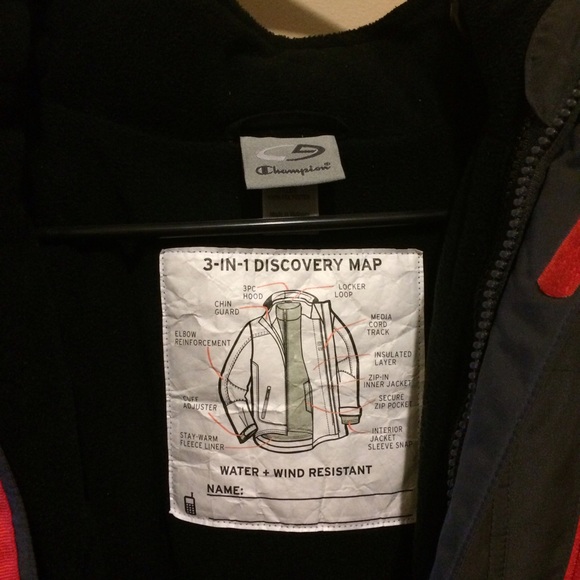 Champion
3-IN-1 DISCOVERY MAP
3PC
HOOD
LOCKER
LOOP
CHIN
GUARD
MEDIA
CORD
TRACK
ELBOW
REINFORCEMENT
INSULATED
LAYER
ZIP-IN
INNER JACKET
CUFF
ADJUSTER
SECURE
ZIP POCKET
STAY-WARM
FLEECE LINER
INTERIOR
JACKET
SLEEVE SNAP
WATER + WIND RESISTANT
NAME: